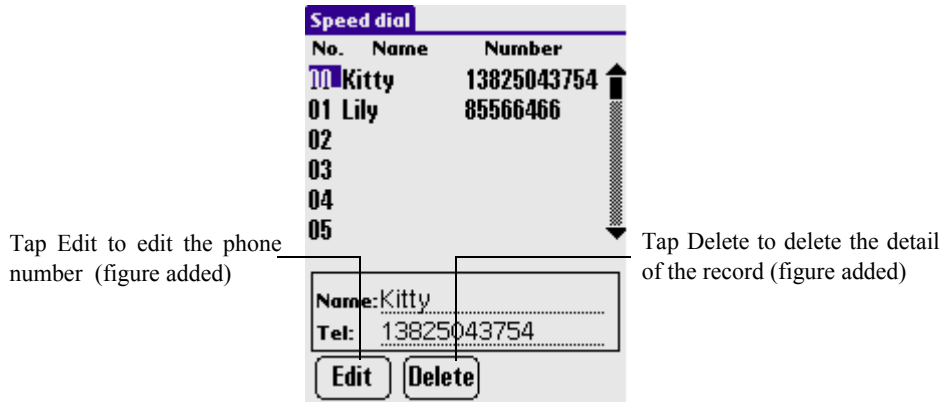 Speed dial
No. Name Number
00 Kitty 13825043754
01 Lily 85566466
02
03
04
05
Tap Edit to edit the phone
number (figure added)
Tap Delete to delete the detail
of the record (figure added)
Name: Kitty
Tel: 13825043754
Edit Delete